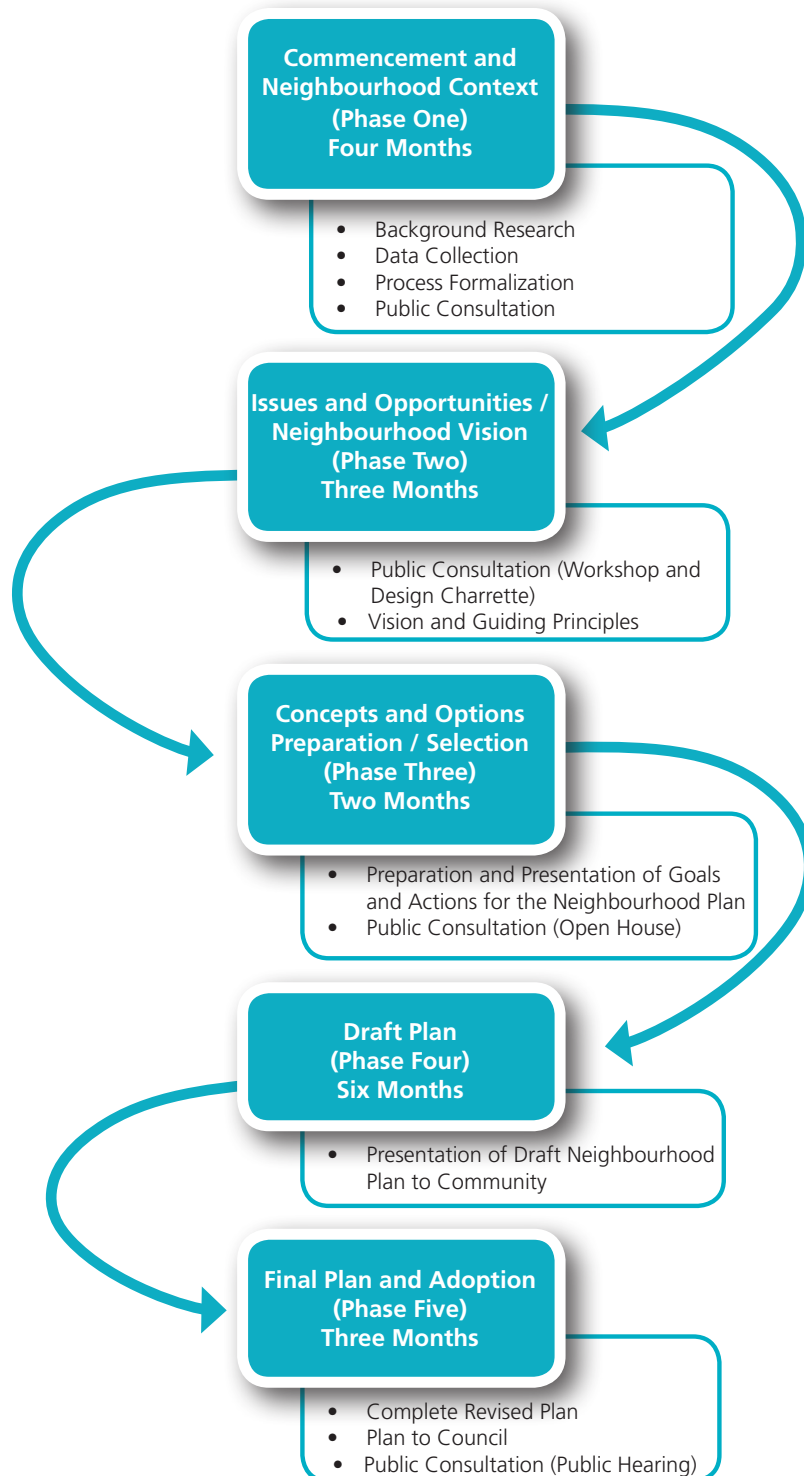 Commencement and
Neighbourhood Context
(Phase One)
Four Months
• Background Research
• Data Collection
• Process Formalization
• Public Consultation
Issues and Opportunities /
Neighbourhood Vision
(Phase Two)
Three Months
• Public Consultation (Workshop and
Design Charrette)
• Vision and Guiding Principles
Concepts and Options
Preparation / Selection
(Phase Three)
Two Months
• Preparation and Presentation of Goals
and Actions for the Neighbourhood Plan
• Public Consultation (Open House)
Draft Plan
(Phase Four)
Six Months
• Presentation of Draft Neighbourhood
Plan to Community
Final Plan and Adoption
(Phase Five)
Three Months
• Complete Revised Plan
• Plan to Council
• Public Consultation (Public Hearing)